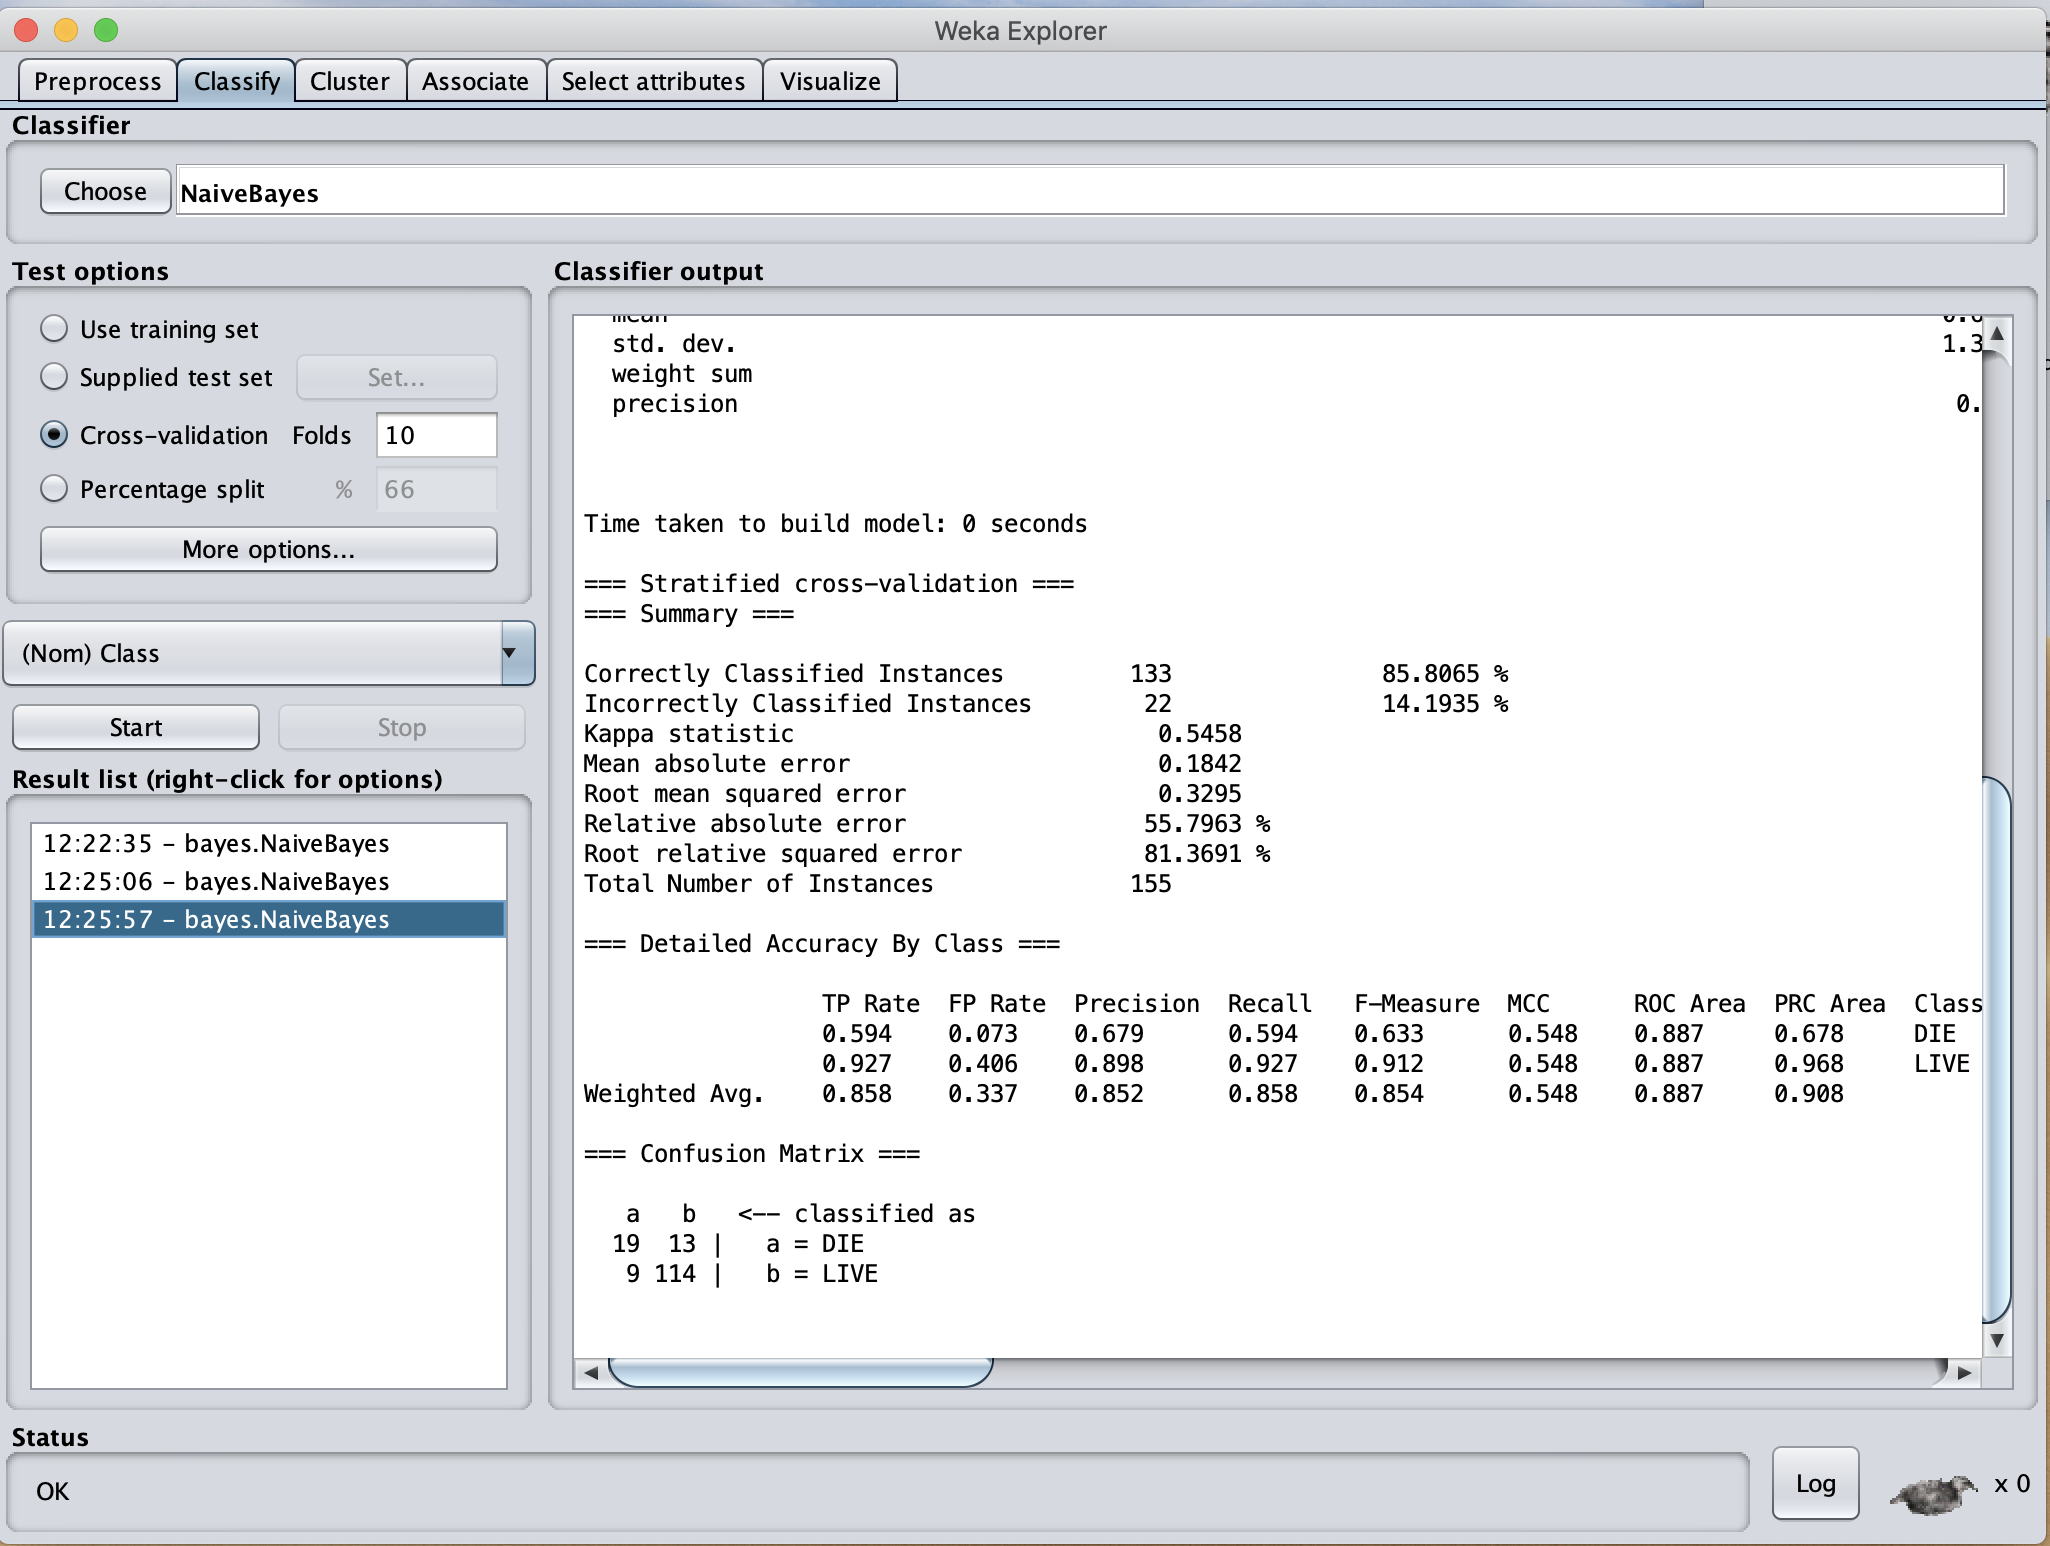 Weka Explorer
Preprocess Classify Cluster Associate Select attributes Visualize
Classifier
Choose NaiveBayes
Test options
Use training set
Supplied test set Set...
Cross-validation Folds 10
Percentage split % 66
More options...
(Nom) Class
Start Stop
Result list (right-click for options)
12:22:35 - bayes.NaiveBayes
12:25:06 - bayes.NaiveBayes
12:25:57 - bayes.NaiveBayes
Classifier output
mean
std. dev. 1.3
weight sum
precision 0.
Time taken to build model: 0 seconds
=== Stratified cross-validation ===
=== Summary ===
Correctly Classified Instances 133 85.8065 %
Incorrectly Classified Instances 22 14.1935 %
Kappa statistic 0.5458
Mean absolute error 0.1842
Root mean squared error 0.3295
Relative absolute error 55.7963 %
Root relative squared error 81.3691 %
Total Number of Instances 155
=== Detailed Accuracy By Class ===
TP Rate FP Rate Precision Recall F-Measure MCC ROC Area PRC Area Class
0.594 0.073 0.679 0.594 0.633 0.548 0.887 0.678 DIE
0.927 0.406 0.898 0.927 0.912 0.548 0.887 0.968 LIVE
Weighted Avg. 0.858 0.337 0.852 0.858 0.854 0.548 0.887 0.908
=== Confusion Matrix ===
a b <-- classified as
19 13 | a = DIE
9 114 | b = LIVE
Status
OK
Log x 0